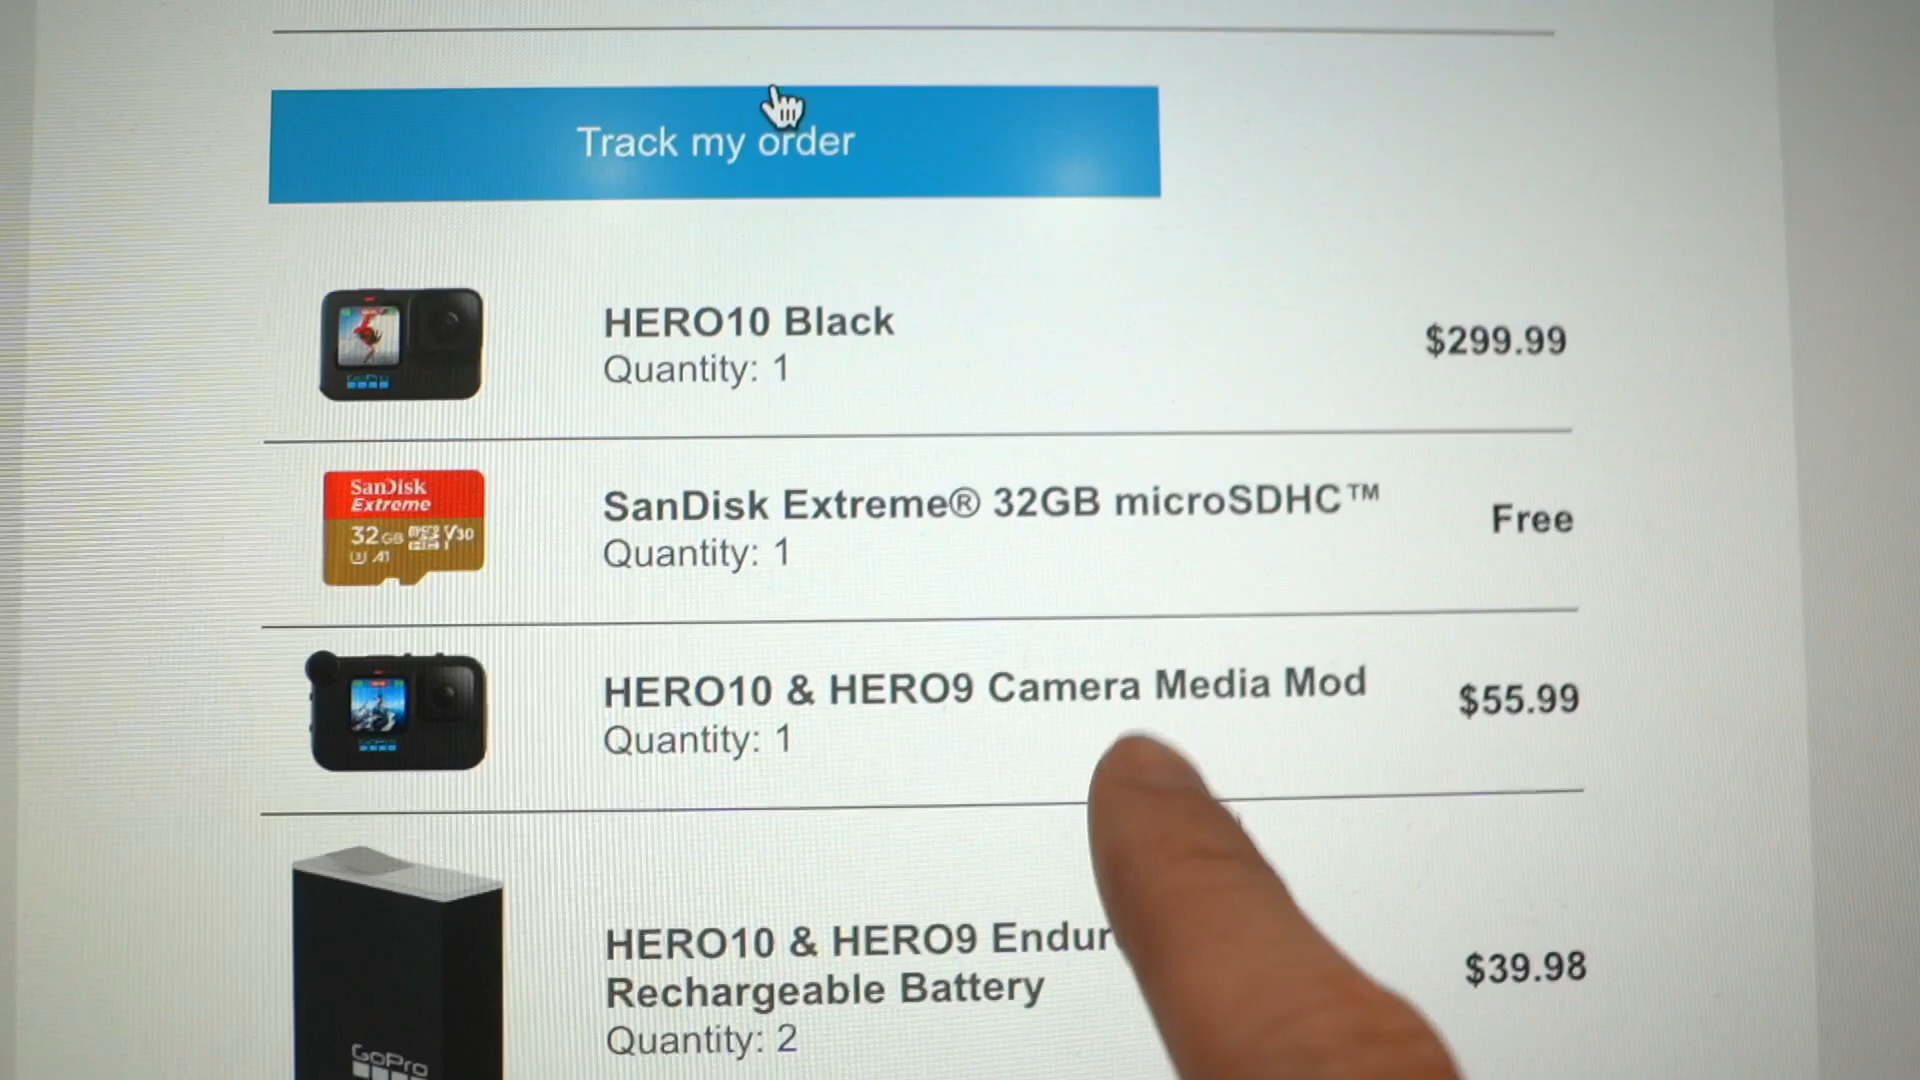 Track my order
HERO10 Black
Quantity: 1
$299.99
SanDisk
Extreme
32GB V30
A1
SanDisk Extreme® 32GB microSDHC™
Quantity: 1
Free
HERO10 & HERO9 Camera Media Mod
Quantity: 1
$55.99
HERO10 & HERO9 Endur
Rechargeable Battery
Quantity: 2
$39.98
GoPro